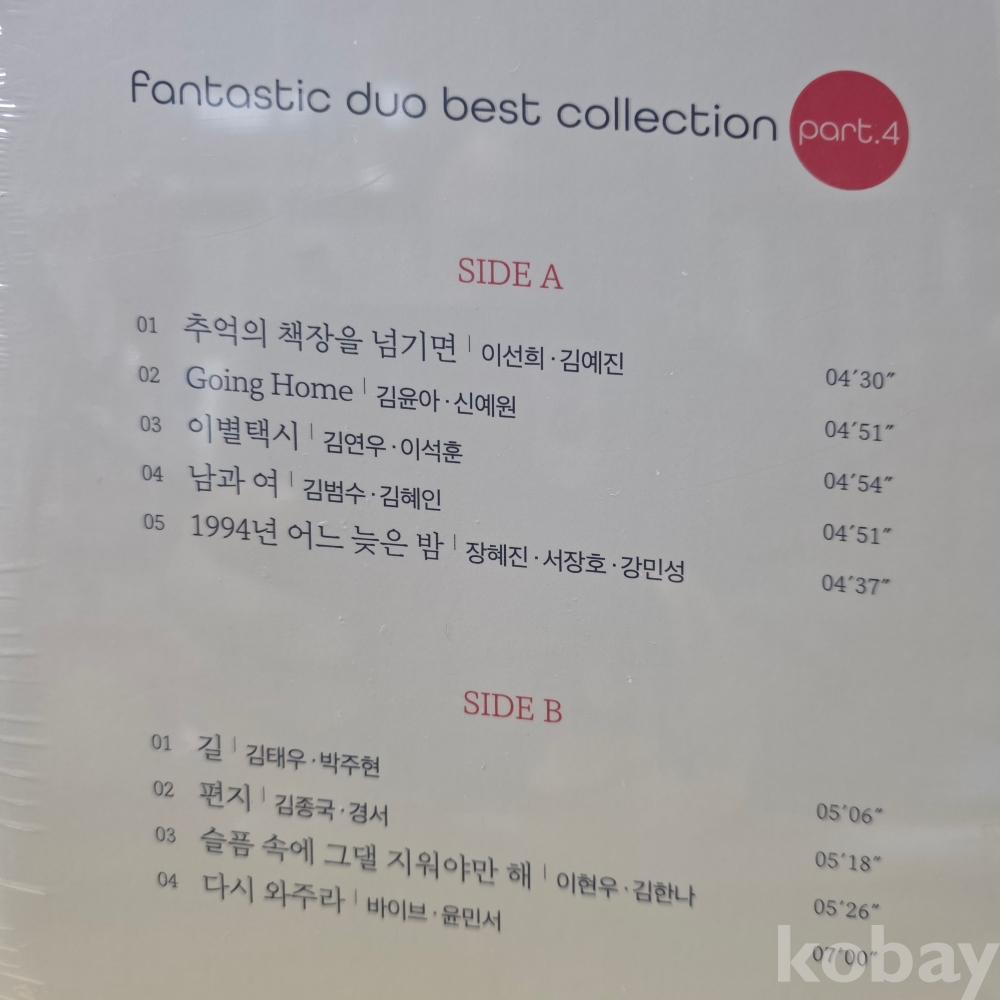 fantastic duo best collection part.4
SIDE A
01 추억의 책장을 넘기면 | 이선희·김예진 04′30″
02 Going Home | 김윤아·신예원 04′51″
03 이별택시 | 김연우·이석훈 04′54″
04 남과 여 | 김범수·김혜인 04′51″
05 1994년 어느 늦은 밤 | 장혜진·서장호·강민성 04′37″
SIDE B
01 길 | 김태우·박주현 05′06″
02 편지 | 김종국·경서 05′18″
03 슬픔 속에 그댈 지워야만 해 | 이현우·김한나 05′26″
04 다시 와주라 | 바이브·윤민서 07′00″
kobay